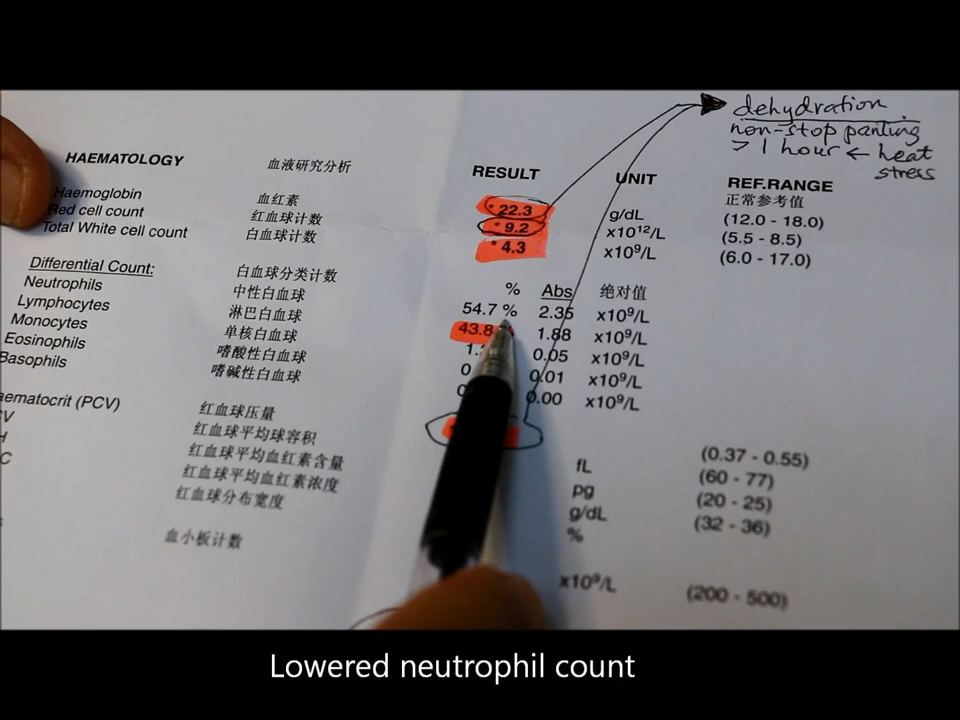 dehydration
non-stop panting
> 1 hour ← heat
stress
HAEMATOLOGY 血液研究分析 RESULT UNIT REF.RANGE
正常参考值
Haemoglobin 血红素 * 22.3 g/dL (12.0 - 18.0)
Red cell count 红血球计数 * 9.2 x10¹²/L (5.5 - 8.5)
Total White cell count 白血球计数 * 4.3 x10⁹/L (6.0 - 17.0)
Differential Count: 白血球分类计数 % Abs 绝对值
Neutrophils 中性白血球 54.7 % 2.35 x10⁹/L
Lymphocytes 淋巴白血球 43.8 1.88 x10⁹/L
Monocytes 单核白血球 0.05 x10⁹/L
Eosinophils 嗜酸性白血球 0.01 x10⁹/L
Basophils 嗜碱性白血球 0.00 x10⁹/L
(PCV) 红血球压量 (0.37 - 0.55)
红血球平均球容积 fL (60 - 77)
红血球平均血红素含量 pg (20 - 25)
红血球平均血红素浓度 g/dL (32 - 36)
红血球分布宽度 %
血小板计数 x10⁹/L (200 - 500)
Lowered neutrophil count